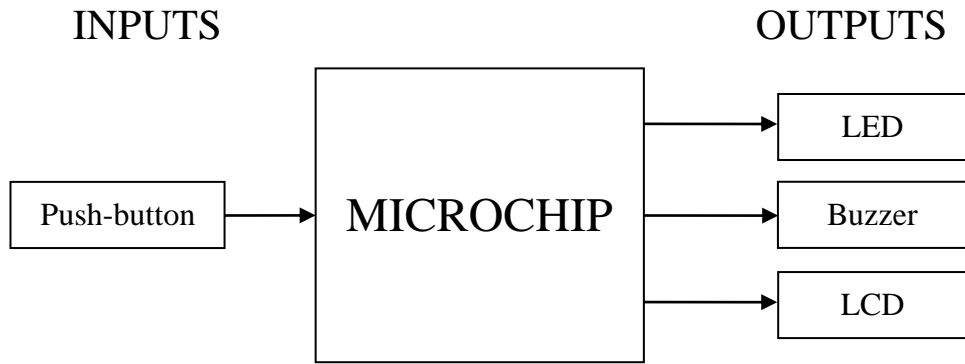 INPUTS
OUTPUTS
LED
Push-button
MICROCHIP
Buzzer
LCD